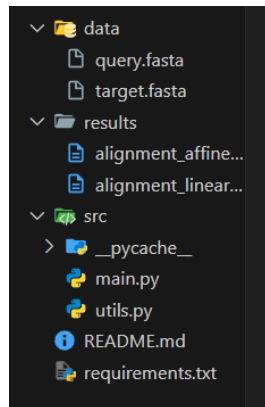 data
query.fasta
target.fasta
results
alignment_affine...
alignment_linear...
src
__pycache__
main.py
utils.py
README.md
requirements.txt